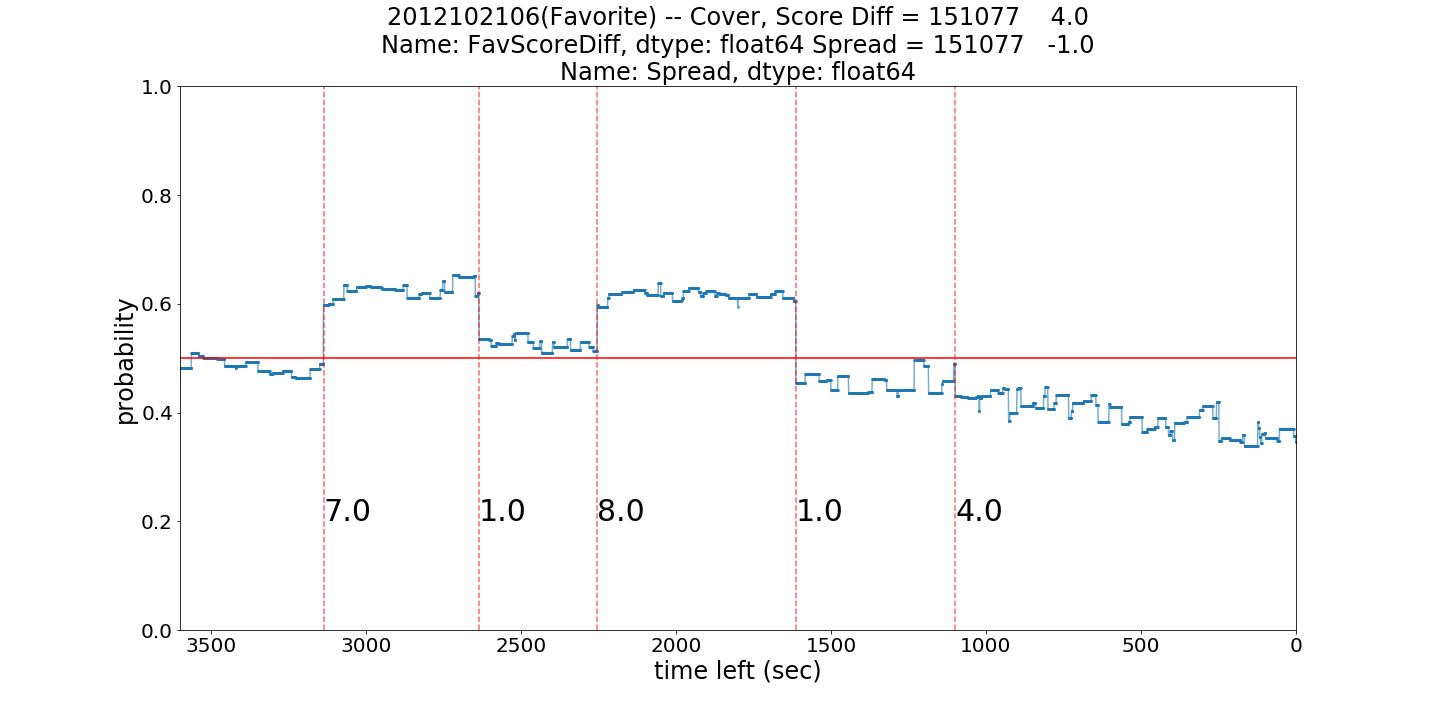 2012102106(Favorite) -- Cover, Score Diff = 151077    4.0
Name: FavScoreDiff, dtype: float64 Spread = 151077   -1.0
Name: Spread, dtype: float64
1.0
0.8
0.6
0.4
0.2
0.0
probability
7.0
1.0
8.0
1.0
4.0
3500 3000 2500 2000 1500 1000 500 0
time left (sec)